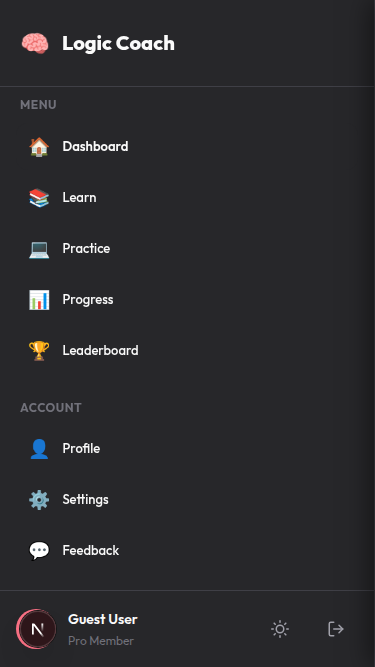 Logic Coach
MENU
Dashboard
Learn
Practice
Progress
Leaderboard
ACCOUNT
Profile
Settings
Feedback
N
Guest User
Pro Member